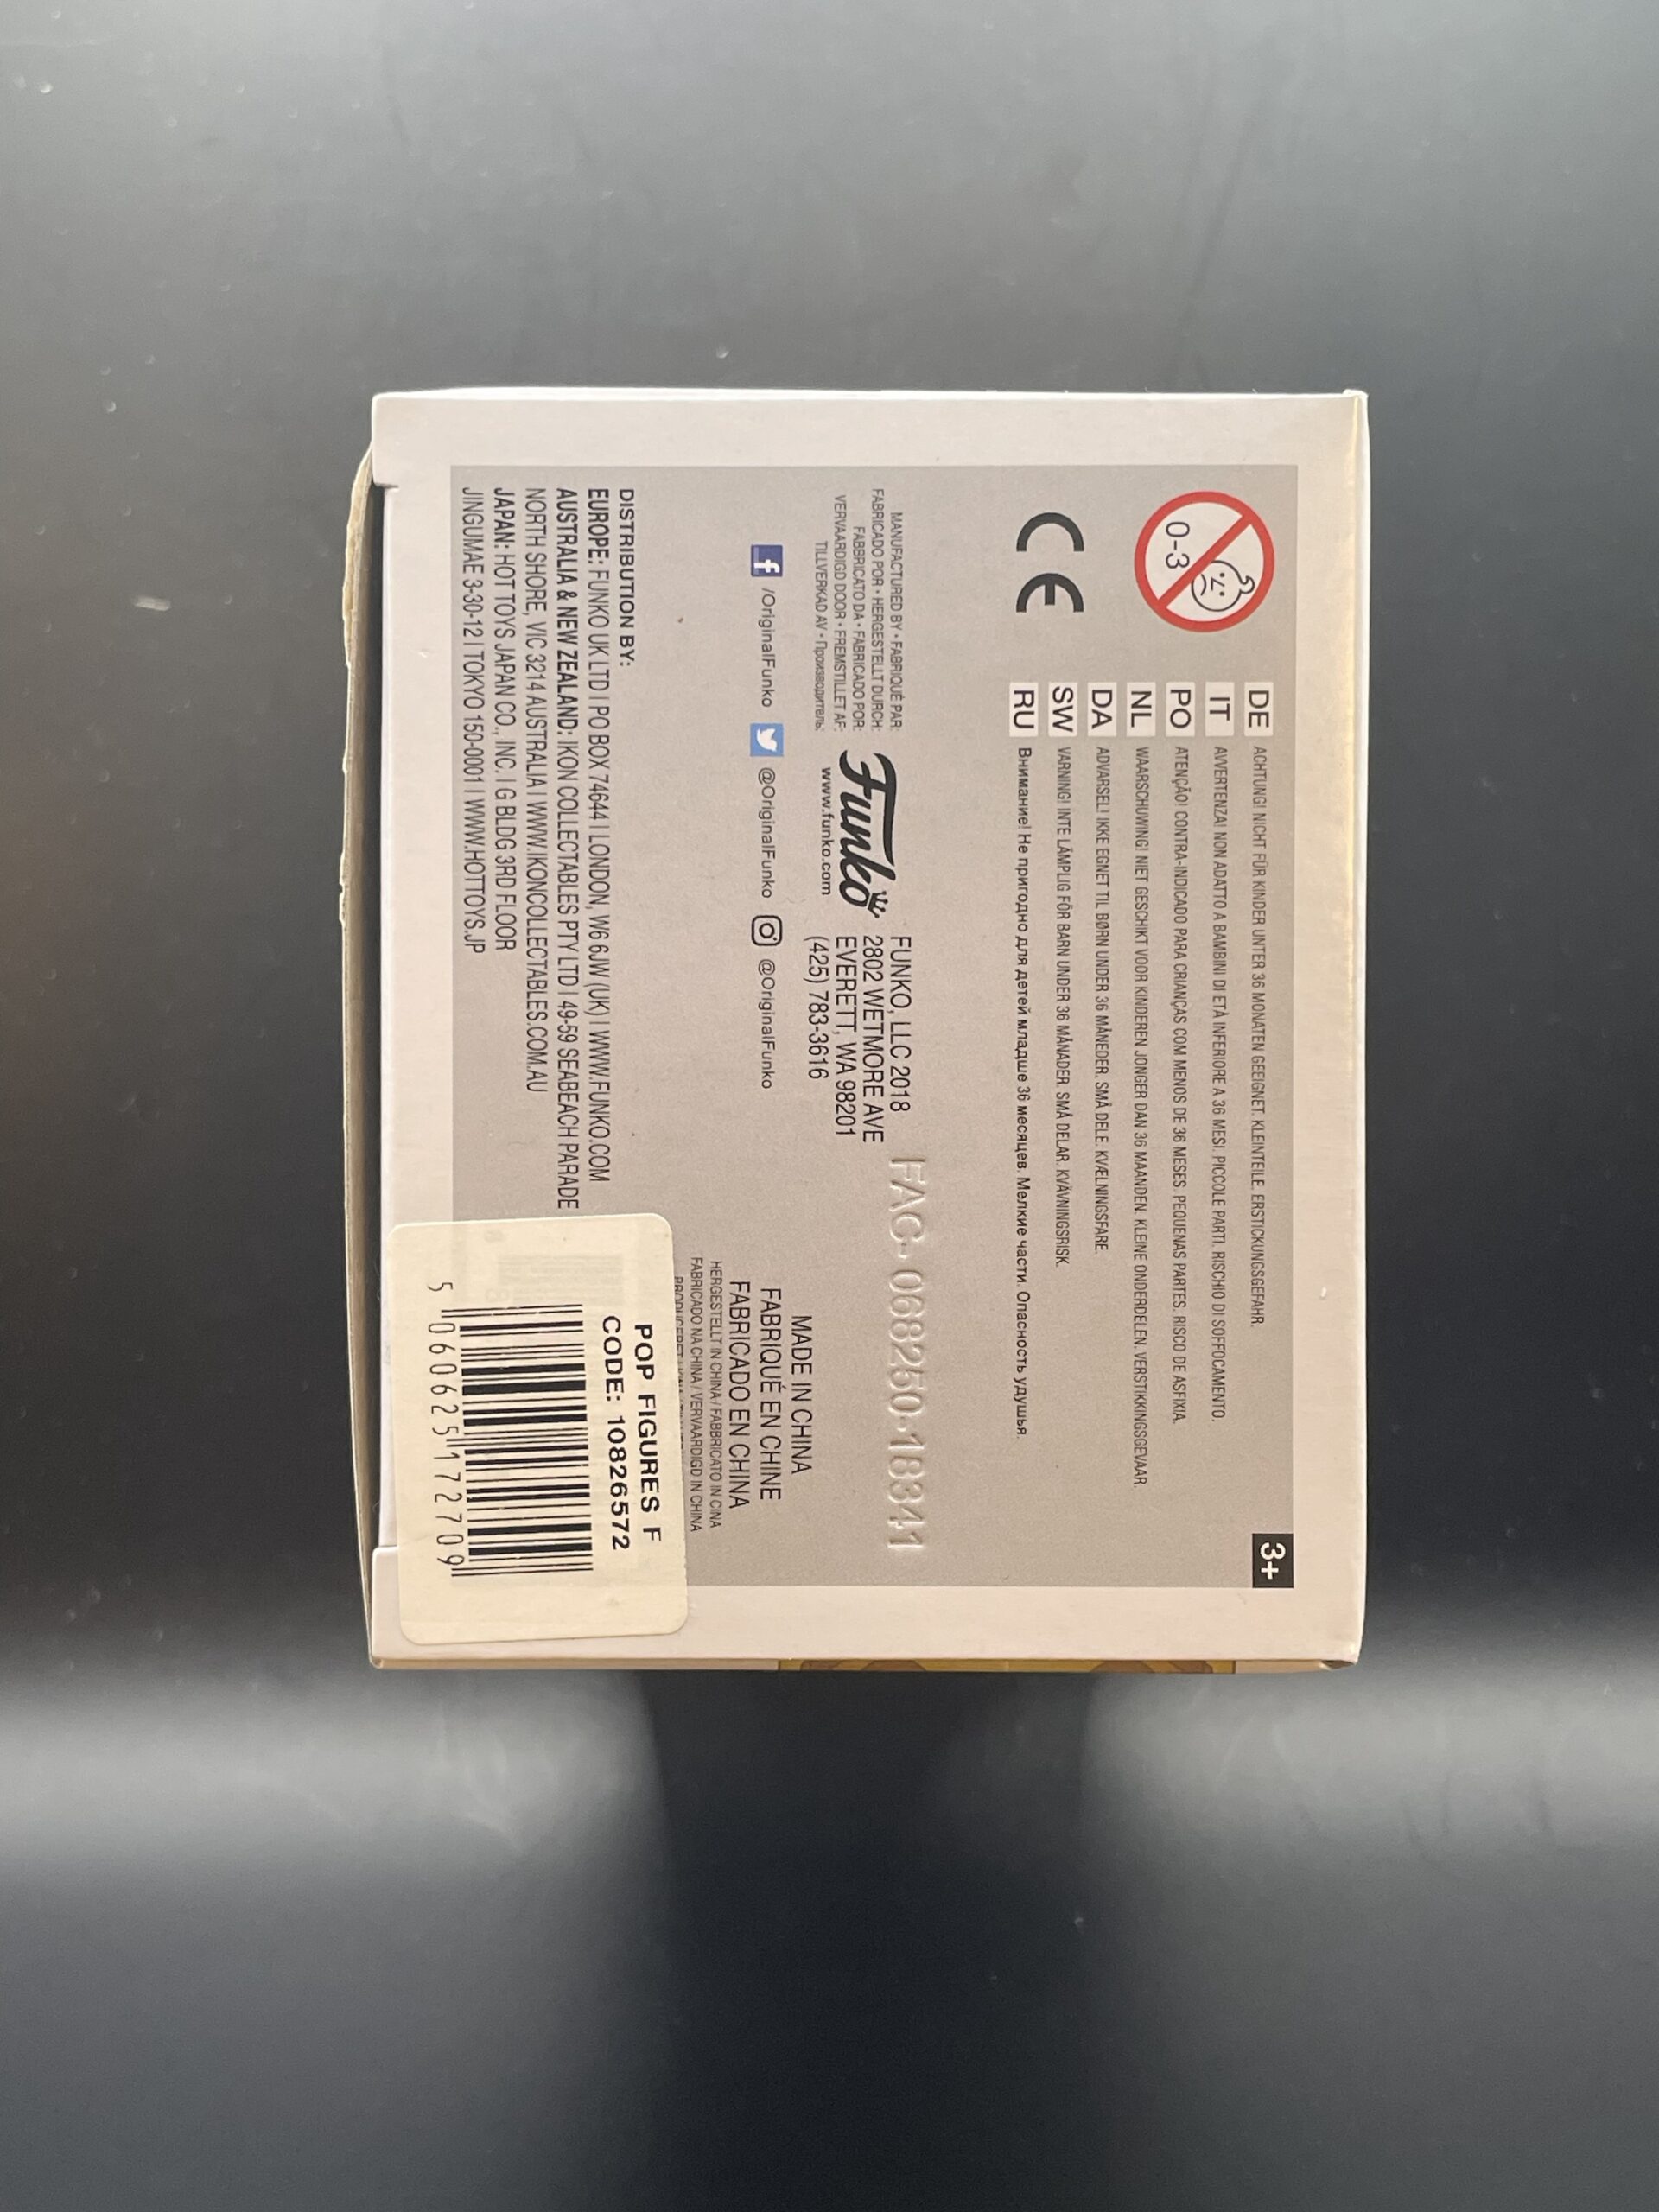 0-3
CE
3+
DE ACHTUNG! NICHT FÜR KINDER UNTER 36 MONATEN GEEIGNET. KLEINTEILE. ERSTICKUNGSGEFAHR.
IT AVVERTENZA! NON ADATTO A BAMBINI DI ETÀ INFERIORE A 36 MESI. PICCOLE PARTI. RISCHIO DI SOFFOCAMENTO.
PO ATENÇÃO! CONTRA-INDICADO PARA CRIANÇAS COM MENOS DE 36 MESES. PEQUENAS PARTES. RISCO DE ASFIXIA.
NL WAARSCHUWING! NIET GESCHIKT VOOR KINDEREN JONGER DAN 36 MAANDEN. KLEINE ONDERDELEN. VERSTIKKINGSGEVAAR.
DA ADVARSEL! IKKE EGNET TIL BØRN UNDER 36 MÅNEDER. SMÅ DELE. KVÆLNINGSFARE.
SW VARNING! INTE LÄMPLIG FÖR BARN UNDER 36 MÅNADER. SMÅ DELAR. KVÄVNINGSRISK.
RU Внимание! Не пригодно для детей младше 36 месяцев. Мелкие части. Опасность удушья.
FAC- 068250-18341
MANUFACTURED BY • FABRIQUÉ PAR:
FABRICADO POR • HERGESTELLT DURCH:
FABBRICATO DA • FABRICADO POR:
VERVAARDIGD DOOR • FREMSTILLET AF:
TILLVERKAD AV • Производитель:
Funko
www.funko.com
FUNKO, LLC 2018
2802 WETMORE AVE
EVERETT, WA 98201
(425) 783-3616
/OriginalFunko @OriginalFunko @OriginalFunko
MADE IN CHINA
FABRIQUÉ EN CHINE
FABRICADO EN CHINA
HERGESTELLT IN CHINA / FABBRICATO IN CINA
FABRICADO NA CHINA / VERVAARDIGD IN CHINA
DISTRIBUTION BY:
EUROPE: FUNKO UK LTD | PO BOX 74644 | LONDON, W6 6JW (UK) | WWW.FUNKO.COM
AUSTRALIA & NEW ZEALAND: IKON COLLECTABLES PTY LTD | 49-59 SEABEACH PARADE
NORTH SHORE, VIC 3214 AUSTRALIA | WWW.IKONCOLLECTABLES.COM.AU
JAPAN: HOT TOYS JAPAN CO., INC. | G BLDG 3RD FLOOR
JINGUMAE 3-30-12 | TOKYO 150-0001 | WWW.HOTTOYS.JP
POP FIGURES F
CODE: 10826572
5 060625 172709